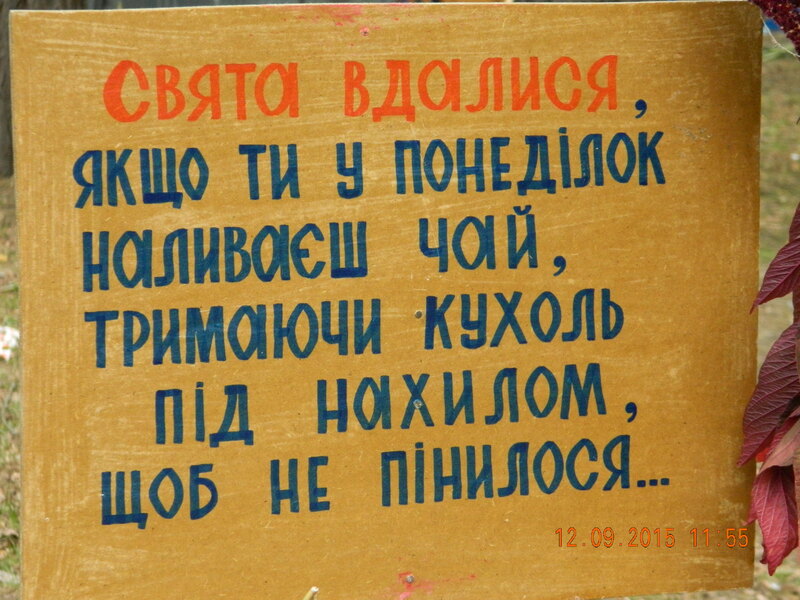 СВЯТА ВДАЛИСЯ,
ЯКЩО ТИ У ПОНЕДІЛОК
НАЛИВАЄШ ЧАЙ,
ТРИМАЮЧИ КУХОЛЬ
ПІД НАХИЛОМ,
ЩОБ НЕ ПІНИЛОСЯ...
12.09.2015 11:55